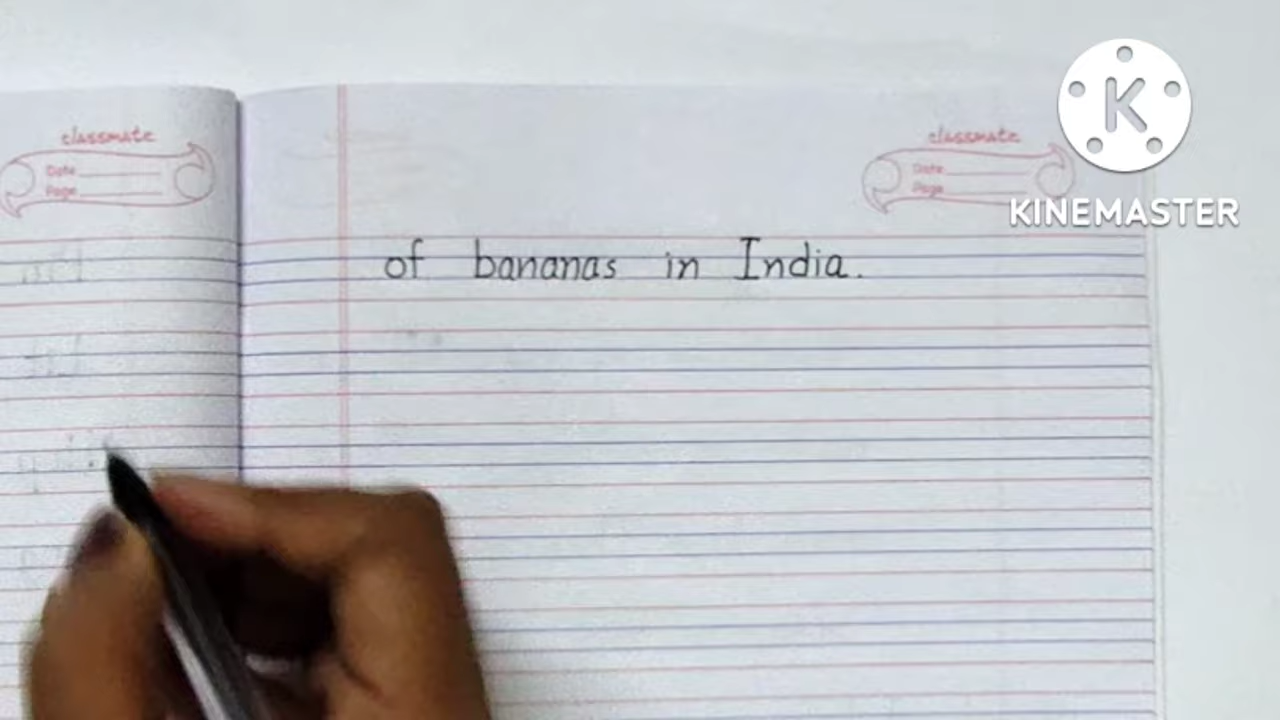 classmate classmate
Date Date
Page Page
KINEMASTER
of bananas in India.